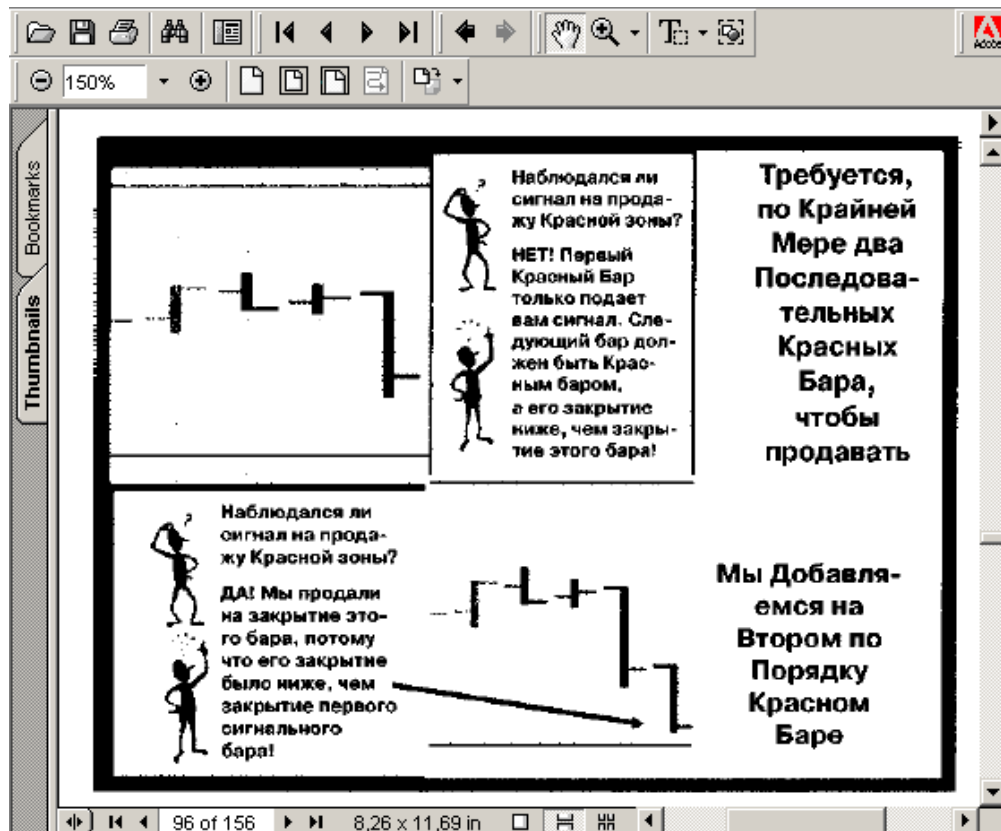 Adobe
150%
Bookmarks
Thumbnails
Наблюдался ли
сигнал на прода-
жу Красной зоны?
НЕТ! Первый
Красный Бар
только подает
вам сигнал. Сле-
дующий бар дол-
жен быть Крас-
ным баром,
а его закрытие
ниже, чем закры-
тие этого бара!
Требуется,
по Крайней
Мере два
Последова-
тельных
Красных
Бара,
чтобы
продавать
Наблюдался ли
сигнал на прода-
жу Красной зоны?
ДА! Мы продали
на закрытие это-
го бара, потому
что его закрытие
было ниже, чем
закрытие первого
сигнального
бара!
Мы Добавля-
емся на
Втором по
Порядку
Красном
Баре
96 of 156
8,26 x 11,69 in